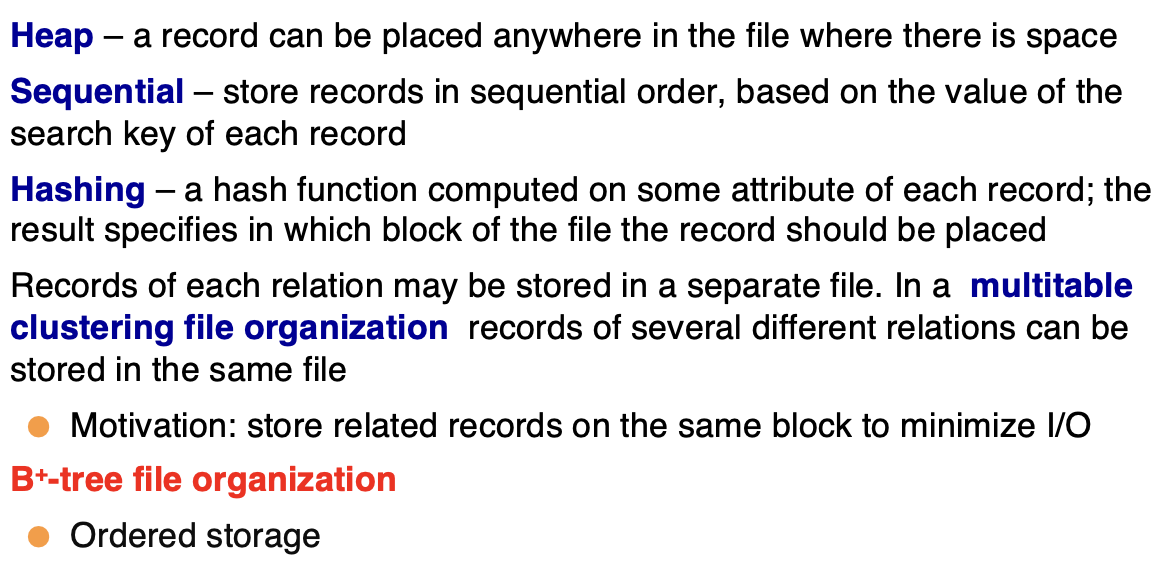 Heap – a record can be placed anywhere in the file where there is space
Sequential – store records in sequential order, based on the value of the
search key of each record
Hashing – a hash function computed on some attribute of each record; the
result specifies in which block of the file the record should be placed
Records of each relation may be stored in a separate file. In a multitable
clustering file organization records of several different relations can be
stored in the same file
Motivation: store related records on the same block to minimize I/O
B⁺-tree file organization
Ordered storage